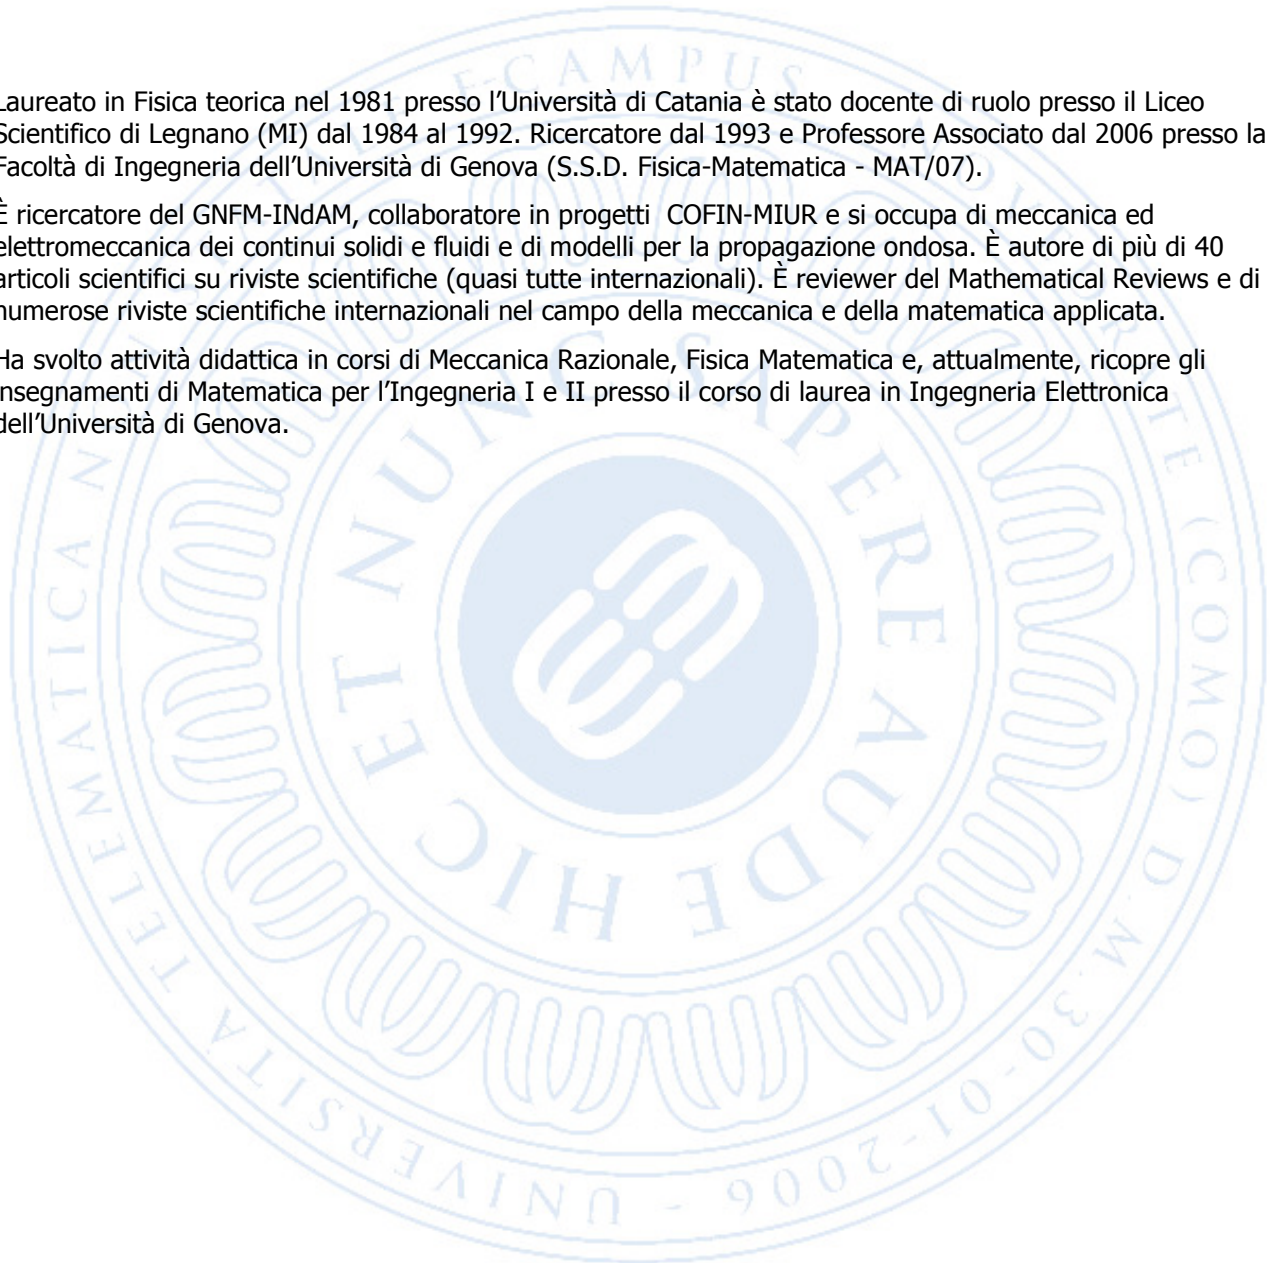 Laureato in Fisica teorica nel 1981 presso l'Università di Catania è stato docente di ruolo presso il Liceo
Scientifico di Legnano (MI) dal 1984 al 1992. Ricercatore dal 1993 e Professore Associato dal 2006 presso la
Facoltà di Ingegneria dell'Università di Genova (S.S.D. Fisica-Matematica - MAT/07).
È ricercatore del GNFM-INdAM, collaboratore in progetti  COFIN-MIUR e si occupa di meccanica ed
elettromeccanica dei continui solidi e fluidi e di modelli per la propagazione ondosa. È autore di più di 40
articoli scientifici su riviste scientifiche (quasi tutte internazionali). È reviewer del Mathematical Reviews e di
numerose riviste scientifiche internazionali nel campo della meccanica e della matematica applicata.
Ha svolto attività didattica in corsi di Meccanica Razionale, Fisica Matematica e, attualmente, ricopre gli
insegnamenti di Matematica per l'Ingegneria I e II presso il corso di laurea in Ingegneria Elettronica
dell'Università di Genova.
HIC ET NUNC SAPERE AUDE
UNIVERSITÀ TELEMATICA
E-CAMPUS
(COMO) D.M. 30-01-2006 -